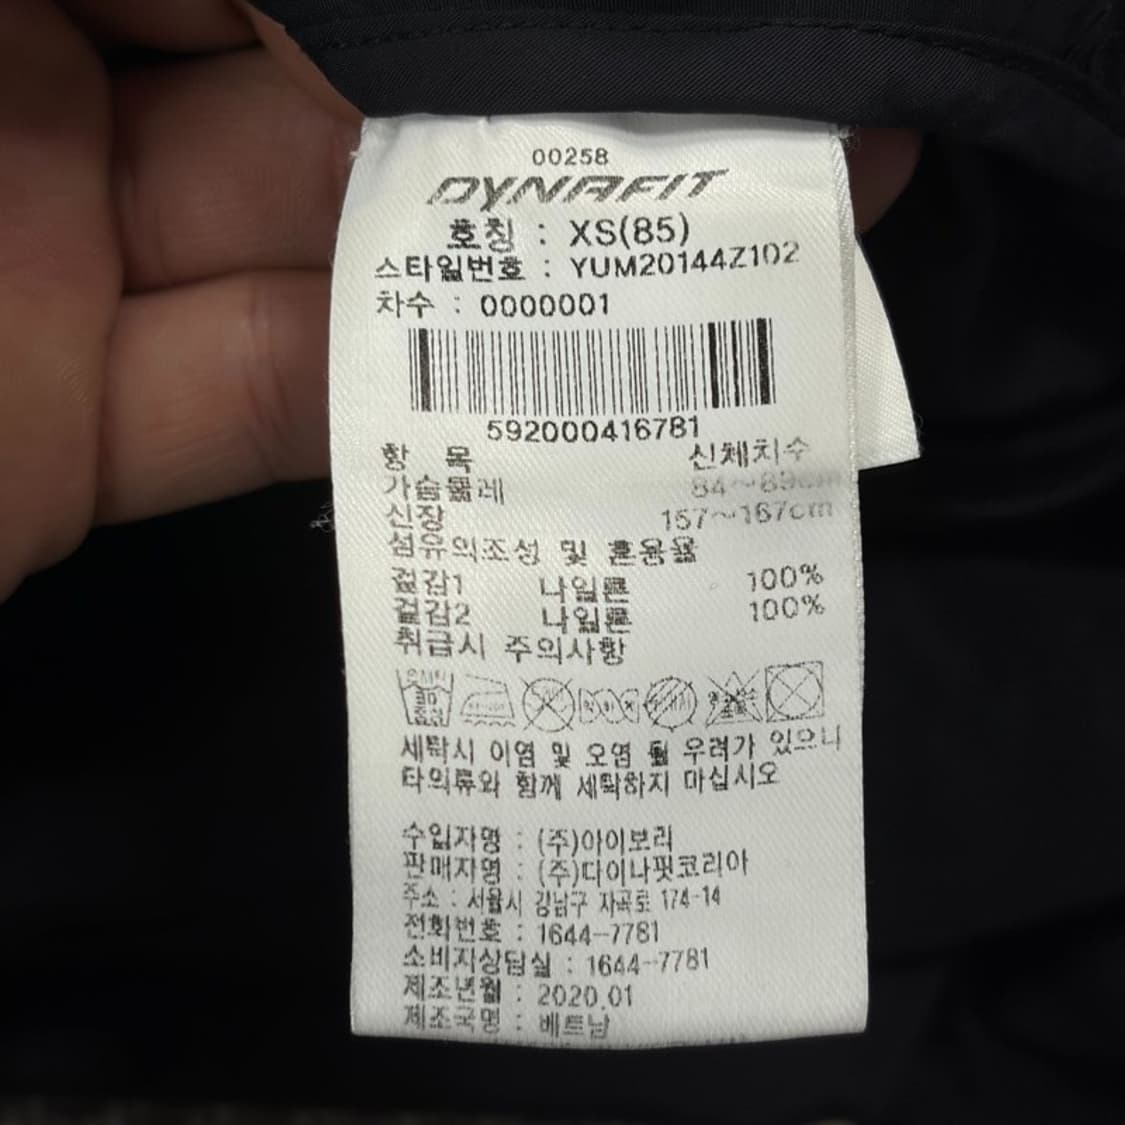 00258
DYNAFIT
호칭 : XS(85)
스타일번호 : YUM20144Z102
차수 : 0000001
592000416781
항 목 신체치수
가슴둘레 84~89cm
신장 157~167cm
섬유의조성 및 혼용율
겉감1 나일론 100%
겉감2 나일론 100%
취급시 주의사항
세탁시 이염 및 오염 될 우려가 있으니
타의류와 함께 세탁하지 마십시오
수입자명 : (주)아이보리
판매자명 : (주)다이나핏코리아
주소 : 서울시 강남구 자곡로 174-14
전화번호 : 1644-7781
소비자상담실 : 1644-7781
제조년월 : 2020.01
제조국명 : 베트남